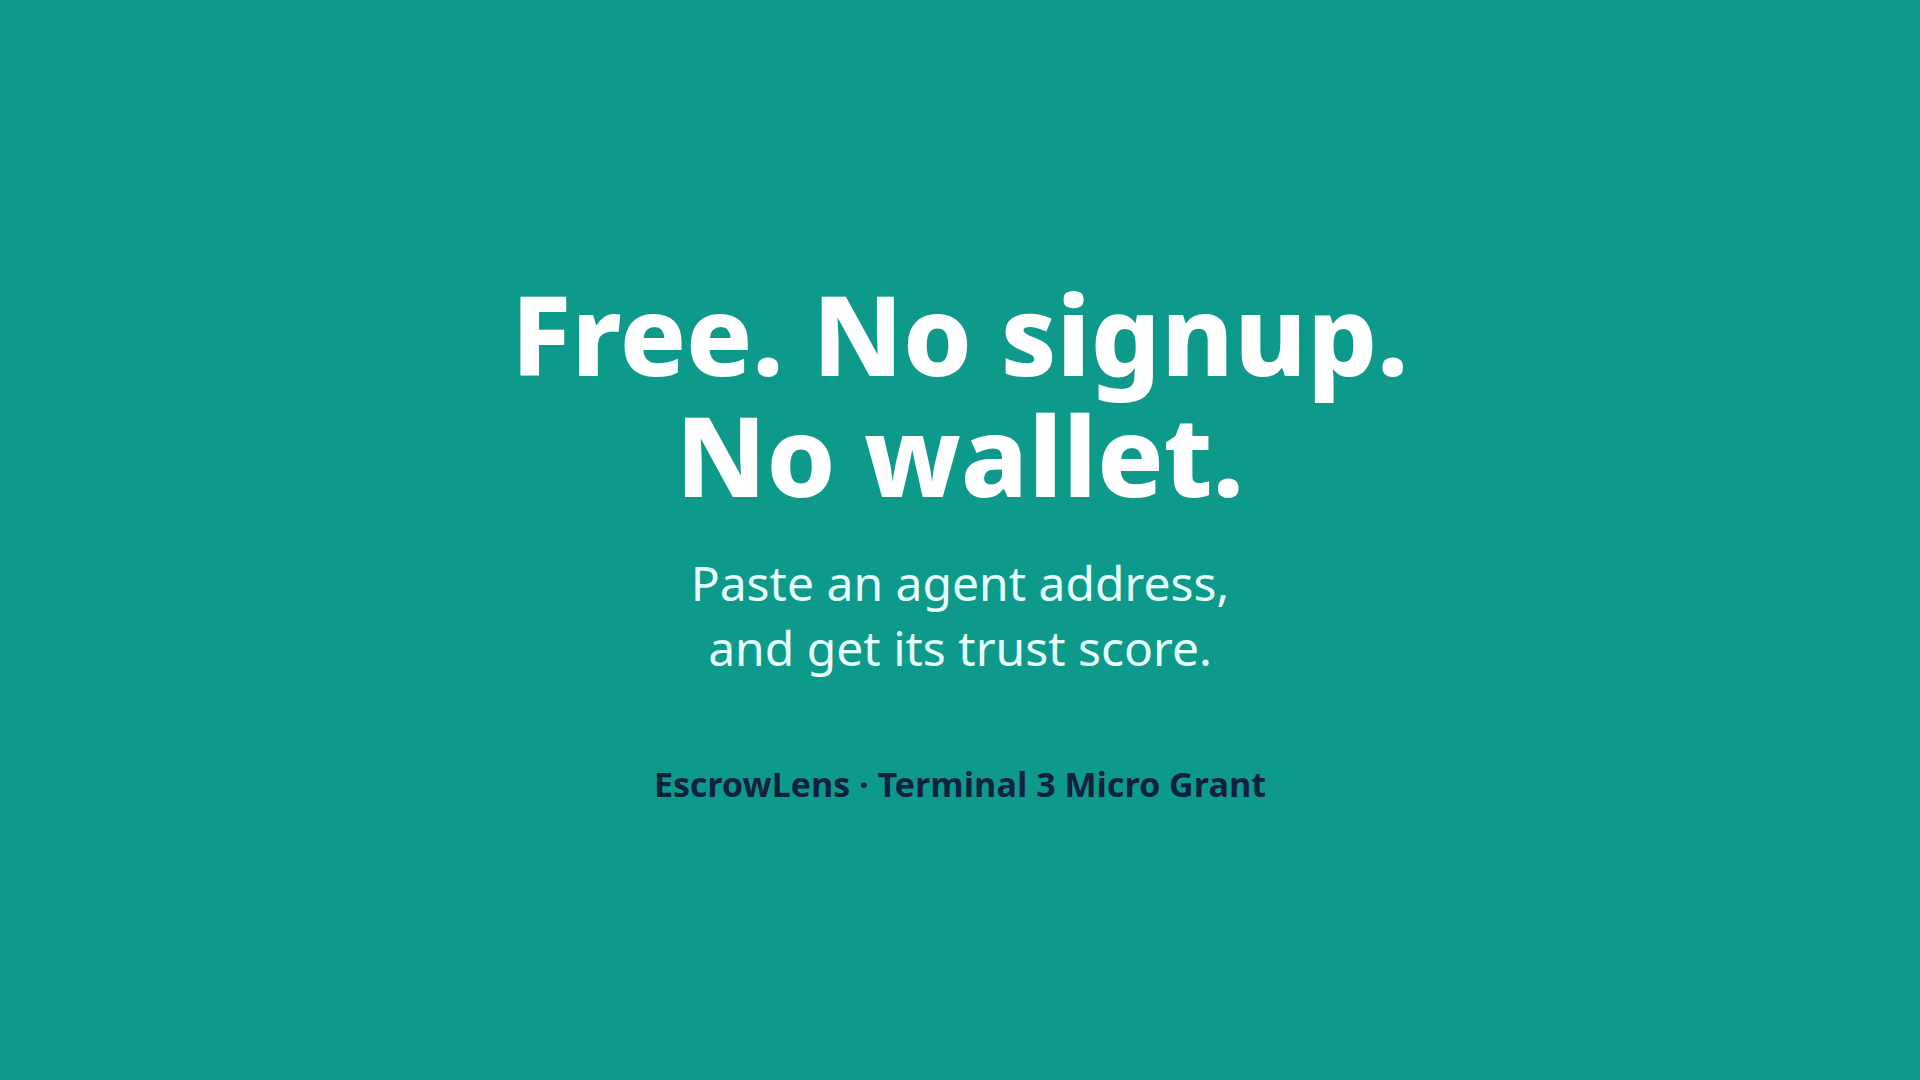 Free. No signup.
No wallet.
Paste an agent address,
and get its trust score.
EscrowLens · Terminal 3 Micro Grant